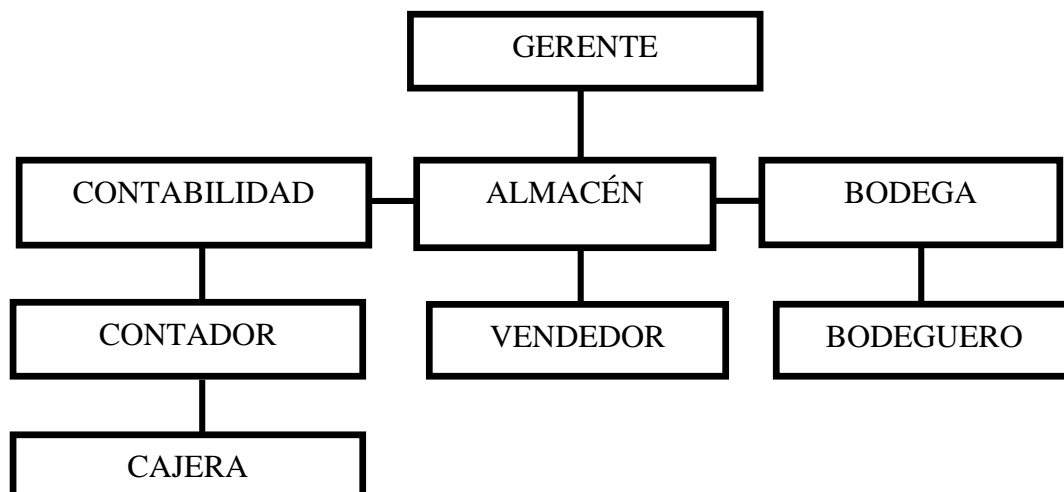 GERENTE
CONTABILIDAD
ALMACÉN
BODEGA
CONTADOR
VENDEDOR
BODEGUERO
CAJERA